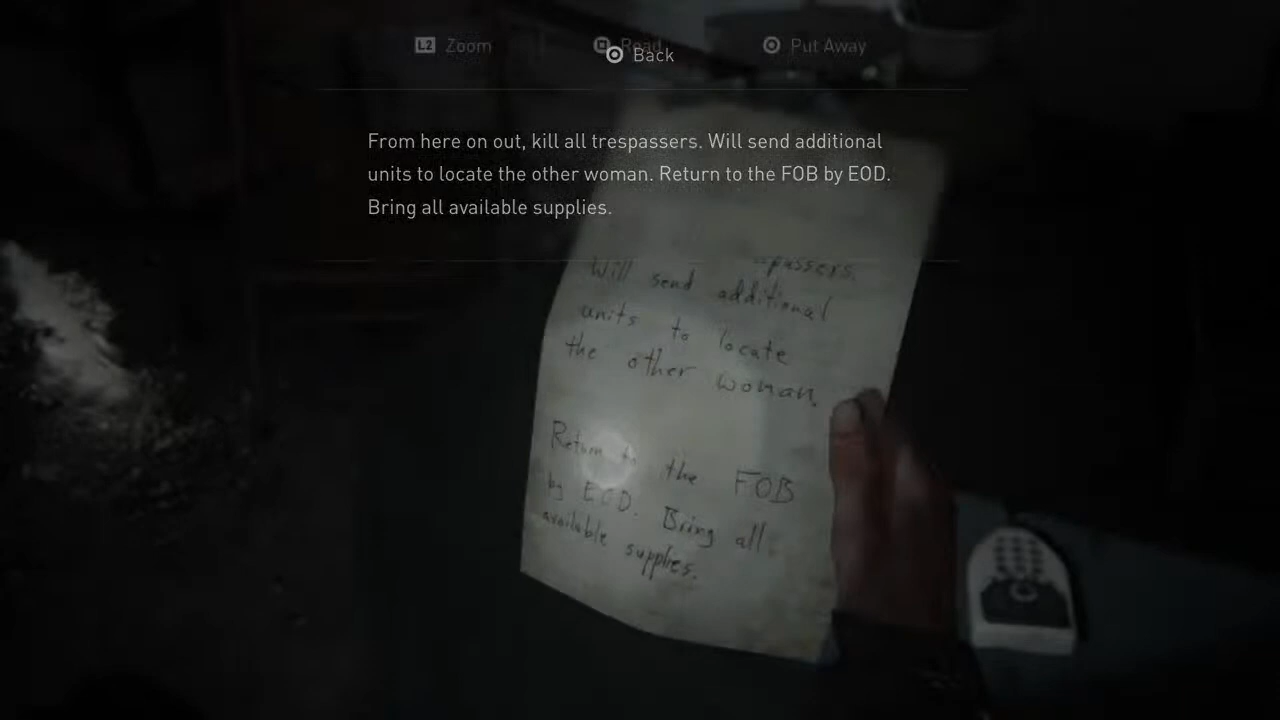 L2 Zoom
Read
Put Away
Back
From here on out, kill all trespassers. Will send additional
units to locate the other woman. Return to the FOB by EOD.
Bring all available supplies.
Will send additional
units to locate
the other woman.
Return to the FOB
by EOD. Bring all
available supplies.